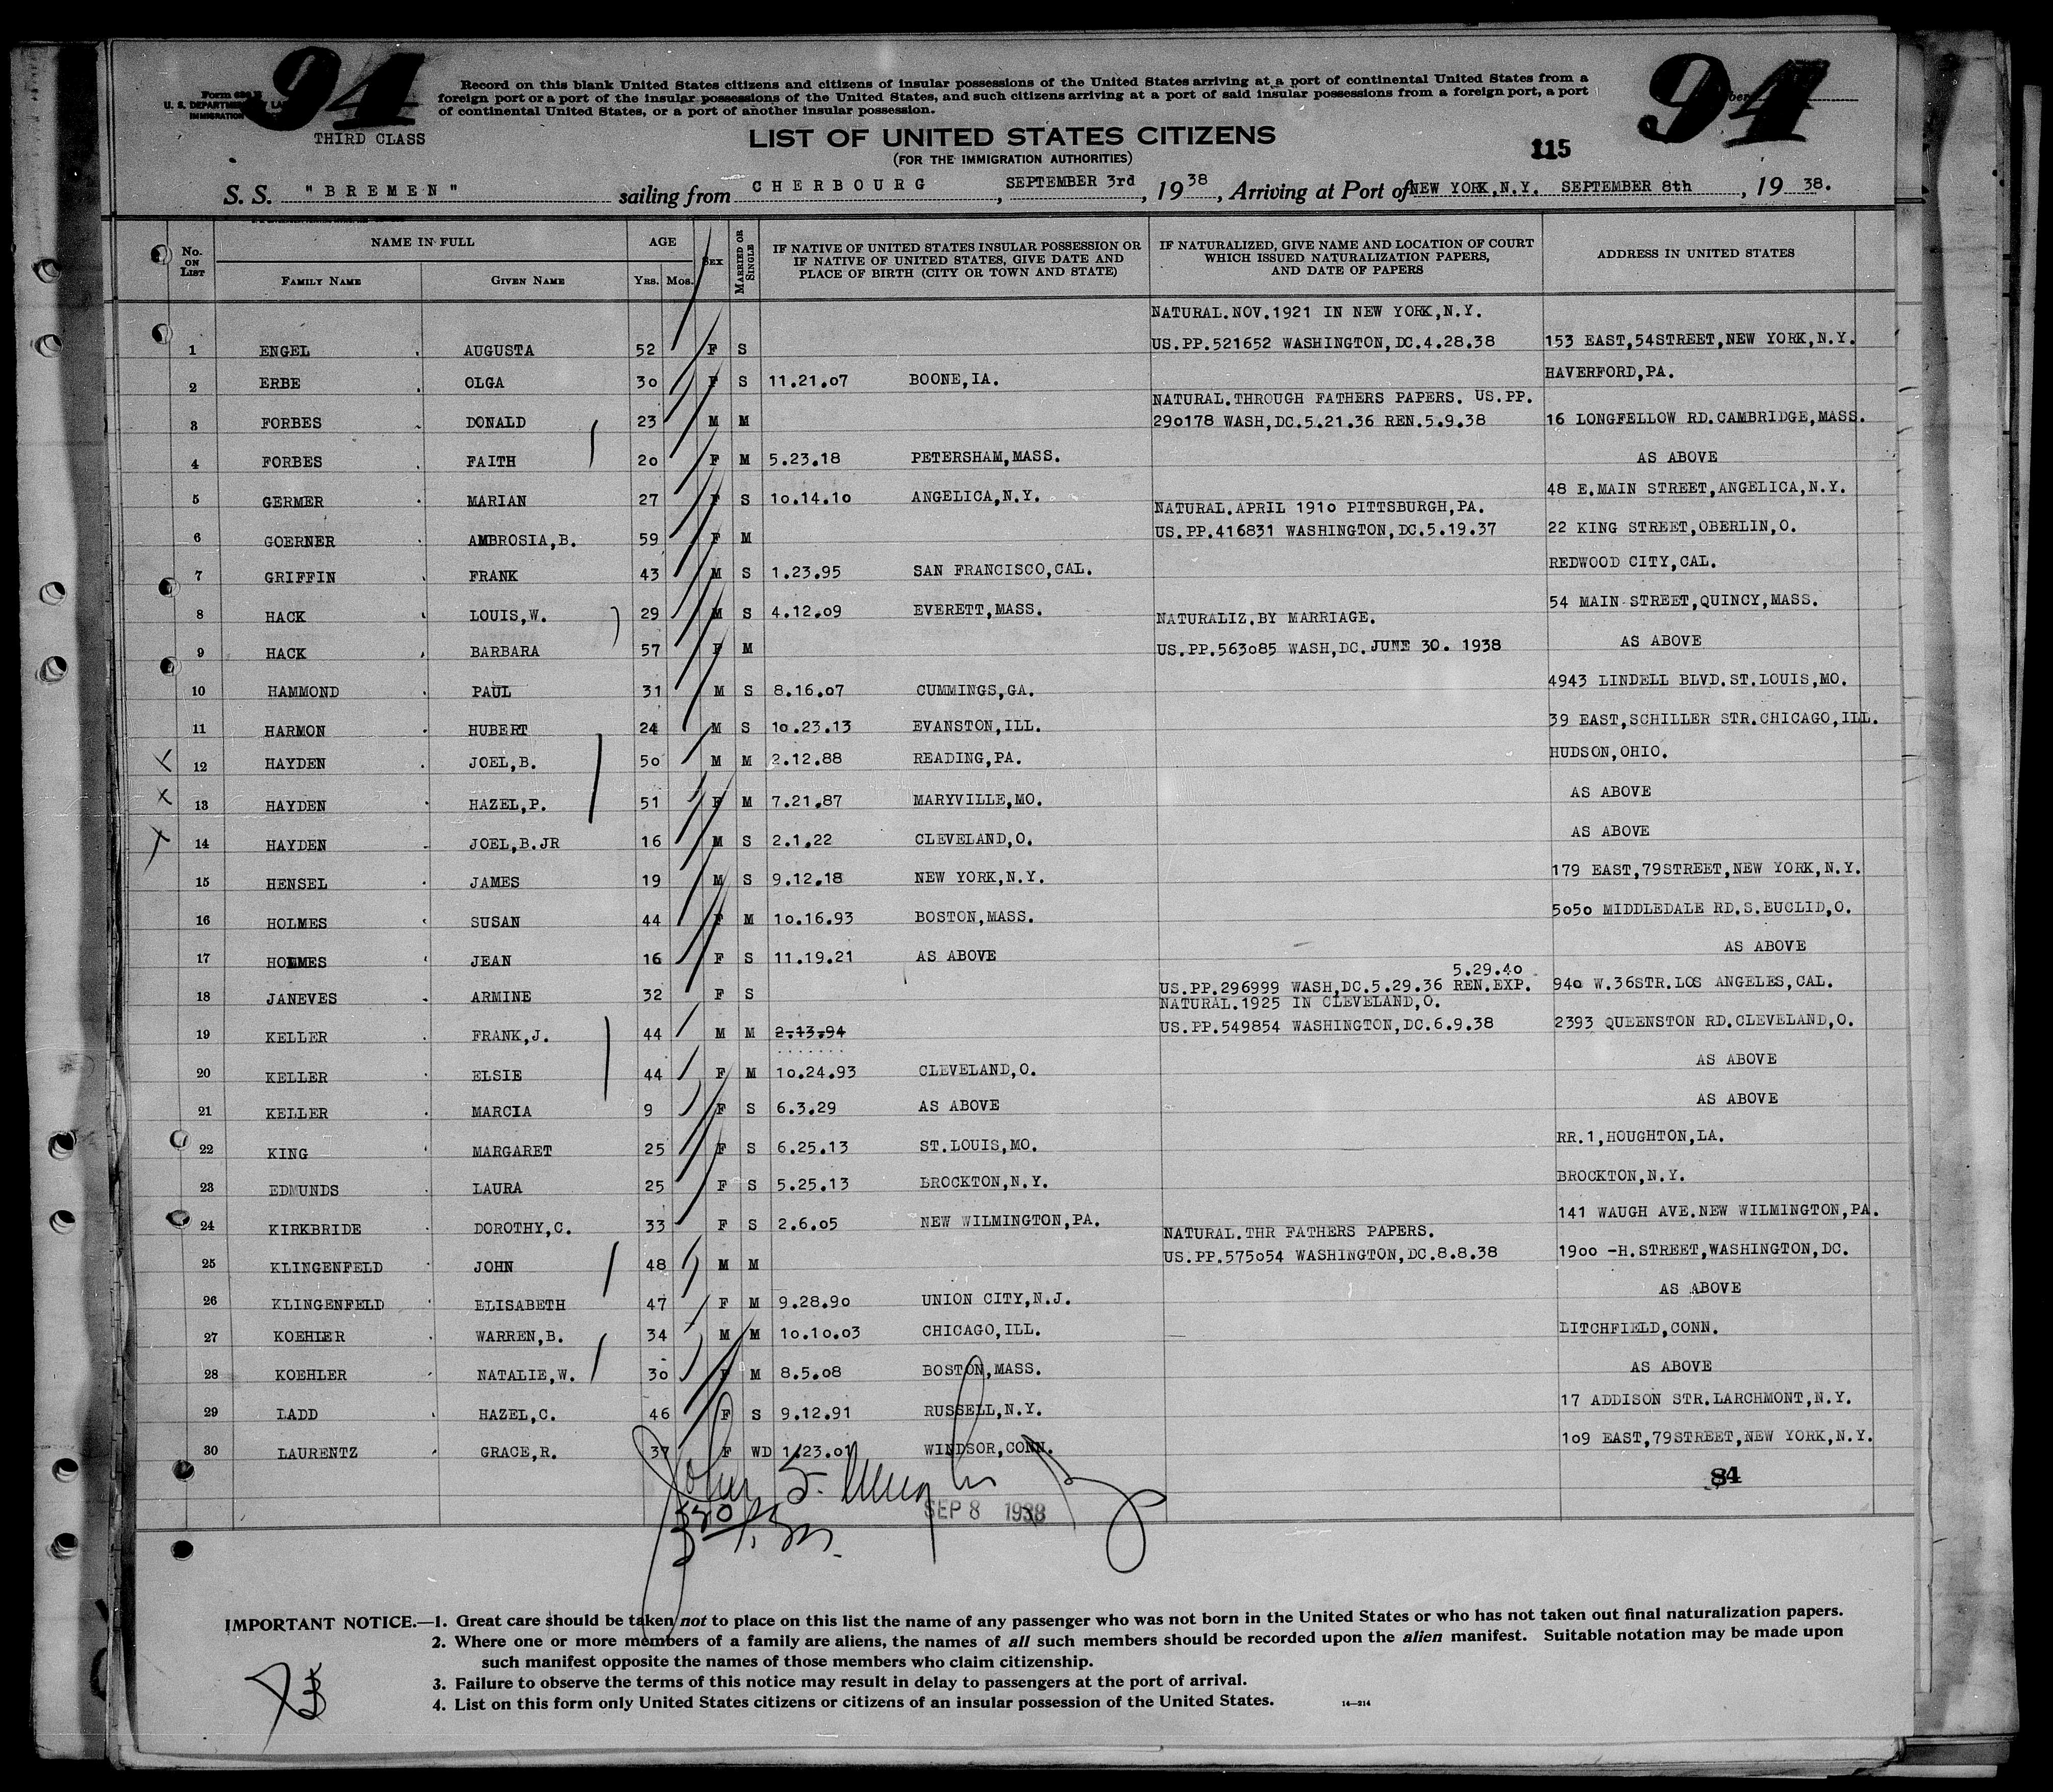 94
94
Form 630 B
U. S. DEPARTMENT
IMMIGRATION
THIRD CLASS
Record on this blank United States citizens and citizens of insular possessions of the United States arriving at a port of continental United States from a
foreign port or a port of the insular possessions of the United States, and such citizens arriving at a port of said insular possessions from a foreign port, a port
of continental United States, or a port of another insular possession.
LIST OF UNITED STATES CITIZENS
(FOR THE IMMIGRATION AUTHORITIES)
115
S. S. "BREMEN" sailing from CHERBOURG, SEPTEMBER 3rd, 1938, Arriving at Port of NEW YORK,N.Y. SEPTEMBER 8th, 1938.
No. ON LIST NAME IN FULL AGE SEX MARRIED OR SINGLE IF NATIVE OF UNITED STATES INSULAR POSSESSION OR IF NATIVE OF UNITED STATES, GIVE DATE AND PLACE OF BIRTH (CITY OR TOWN AND STATE) IF NATURALIZED, GIVE NAME AND LOCATION OF COURT WHICH ISSUED NATURALIZATION PAPERS, AND DATE OF PAPERS ADDRESS IN UNITED STATES
FAMILY NAME GIVEN NAME YRS. MOS.
NATURAL.NOV.1921 IN NEW YORK,N.Y.
1 ENGEL AUGUSTA 52 F S US.PP.521652 WASHINGTON,DC.4.28.38 153 EAST,54STREET,NEW YORK,N.Y.
2 ERBE OLGA 30 F S 11.21.07 BOONE,IA. HAVERFORD,PA.
NATURAL.THROUGH FATHERS PAPERS. US.PP.
3 FORBES DONALD 23 M M 290178 WASH,DC.5.21.36 REN.5.9.38 16 LONGFELLOW RD.CAMBRIDGE,MASS.
4 FORBES FAITH 20 F M 5.23.18 PETERSHAM,MASS. AS ABOVE
5 GERMER MARIAN 27 F S 10.14.10 ANGELICA,N.Y. 48 E.MAIN STREET,ANGELICA,N.Y.
NATURAL.APRIL 1910 PITTSBURGH,PA.
6 GOERNER AMBROSIA,B. 59 F M US.PP.416831 WASHINGTON,DC.5.19.37 22 KING STREET,OBERLIN,O.
7 GRIFFIN FRANK 43 M S 1.23.95 SAN FRANCISCO,CAL. REDWOOD CITY,CAL.
8 HACK LOUIS,W. 29 M S 4.12.09 EVERETT,MASS. 54 MAIN STREET,QUINCY,MASS.
NATURALIZ.BY MARRIAGE.
9 HACK BARBARA 57 F M US.PP.563085 WASH,DC.JUNE 30. 1938 AS ABOVE
10 HAMMOND PAUL 31 M S 8.16.07 CUMMINGS,GA. 4943 LINDELL BLVD.ST.LOUIS,MO.
11 HARMON HUBERT 24 M S 10.23.13 EVANSTON,ILL. 39 EAST,SCHILLER STR.CHICAGO,ILL.
X 12 HAYDEN JOEL,B. 50 M M 2.12.88 READING,PA. HUDSON,OHIO.
X 13 HAYDEN HAZEL,P. 51 F M 7.21.87 MARYVILLE,MO. AS ABOVE
X 14 HAYDEN JOEL,B.JR 16 M S 2.1.22 CLEVELAND,O. AS ABOVE
15 HENSEL JAMES 19 M S 9.12.18 NEW YORK,N.Y. 179 EAST,79STREET,NEW YORK,N.Y.
16 HOLMES SUSAN 44 F M 10.16.93 BOSTON,MASS. 5050 MIDDLEDALE RD.S.EUCLID,O.
17 HOLMES JEAN 16 F S 11.19.21 AS ABOVE AS ABOVE
5.29.40
18 JANEVES ARMINE 32 F S US.PP.296999 WASH,DC.5.29.36 REN.EXP. 940 W.36STR.LOS ANGELES,CAL.
NATURAL.1925 IN CLEVELAND,O.
19 KELLER FRANK,J. 44 M M 2.13.94 US.PP.549854 WASHINGTON,DC.6.9.38 2393 QUEENSTON RD.CLEVELAND,O.
20 KELLER ELSIE 44 F M 10.24.93 CLEVELAND,O. AS ABOVE
21 KELLER MARCIA 9 F S 6.3.29 AS ABOVE AS ABOVE
22 KING MARGARET 25 F S 6.25.13 ST.LOUIS,MO. RR.1,HOUGHTON,LA.
23 EDMUNDS LAURA 25 F S 5.25.13 BROCKTON,N.Y. BROCKTON,N.Y.
24 KIRKBRIDE DOROTHY,C. 33 F S 2.6.05 NEW WILMINGTON,PA. 141 WAUGH AVE.NEW WILMINGTON,PA.
NATURAL.THR FATHERS PAPERS.
25 KLINGENFELD JOHN 48 M M US.PP.575054 WASHINGTON,DC.8.8.38 1900 -H.STREET,WASHINGTON,DC.
26 KLINGENFELD ELISABETH 47 F M 9.28.90 UNION CITY,N.J. AS ABOVE
27 KOEHLER WARREN,B. 34 M M 10.10.03 CHICAGO,ILL. LITCHFIELD,CONN.
28 KOEHLER NATALIE,W. 30 F M 8.5.08 BOSTON,MASS. AS ABOVE
29 LADD HAZEL,C. 46 F S 9.12.91 RUSSELL,N.Y. 17 ADDISON STR.LARCHMONT,N.Y.
30 LAURENTZ GRACE,R. 37 F WD 1.23.01 WINDSOR,CONN. 109 EAST,79STREET,NEW YORK,N.Y.
84
John S.
SEP 8 1938
IMPORTANT NOTICE.—1. Great care should be taken not to place on this list the name of any passenger who was not born in the United States or who has not taken out final naturalization papers.
2. Where one or more members of a family are aliens, the names of all such members should be recorded upon the alien manifest. Suitable notation may be made upon
such manifest opposite the names of those members who claim citizenship.
3. Failure to observe the terms of this notice may result in delay to passengers at the port of arrival.
4. List on this form only United States citizens or citizens of an insular possession of the United States.
14—214